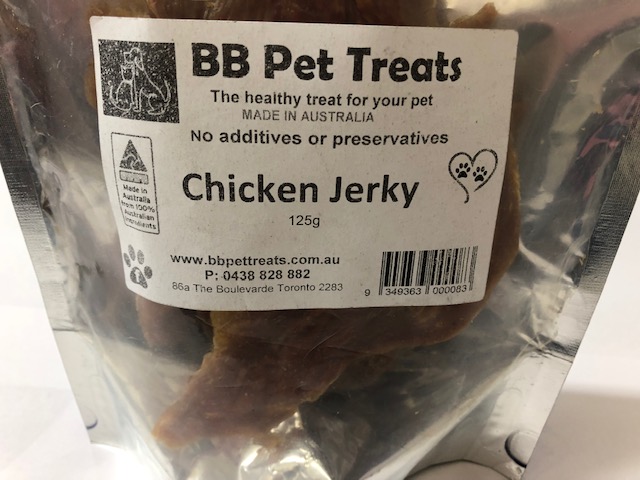 BB Pet Treats
The healthy treat for your pet
MADE IN AUSTRALIA
No additives or preservatives
Made in
Australia
from 100%
Australian
ingredients
Chicken Jerky
125g
www.bbpettreats.com.au
P: 0438 828 882
86a The Boulevarde Toronto 2283
9 349363 000083